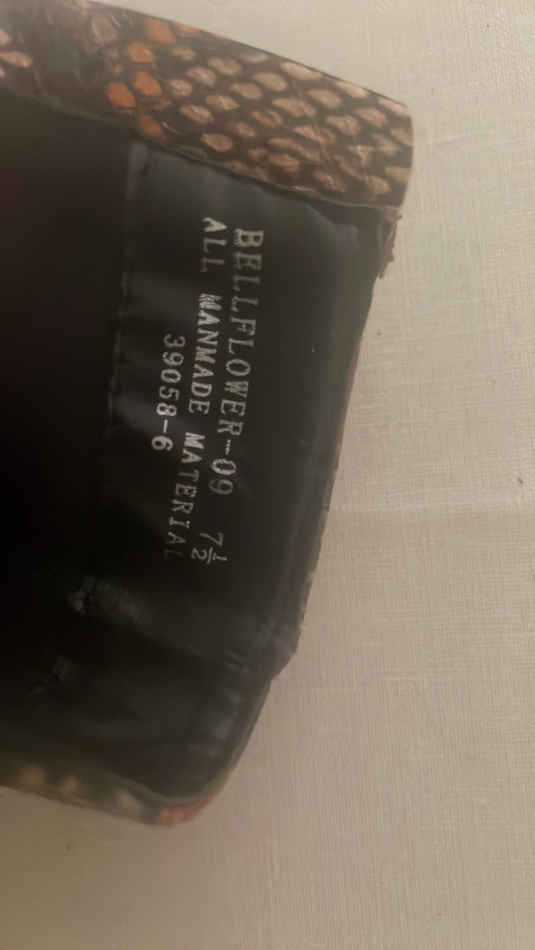 BELLFLOWER-09 7½
ALL MANMADE MATERIAL
39058-6